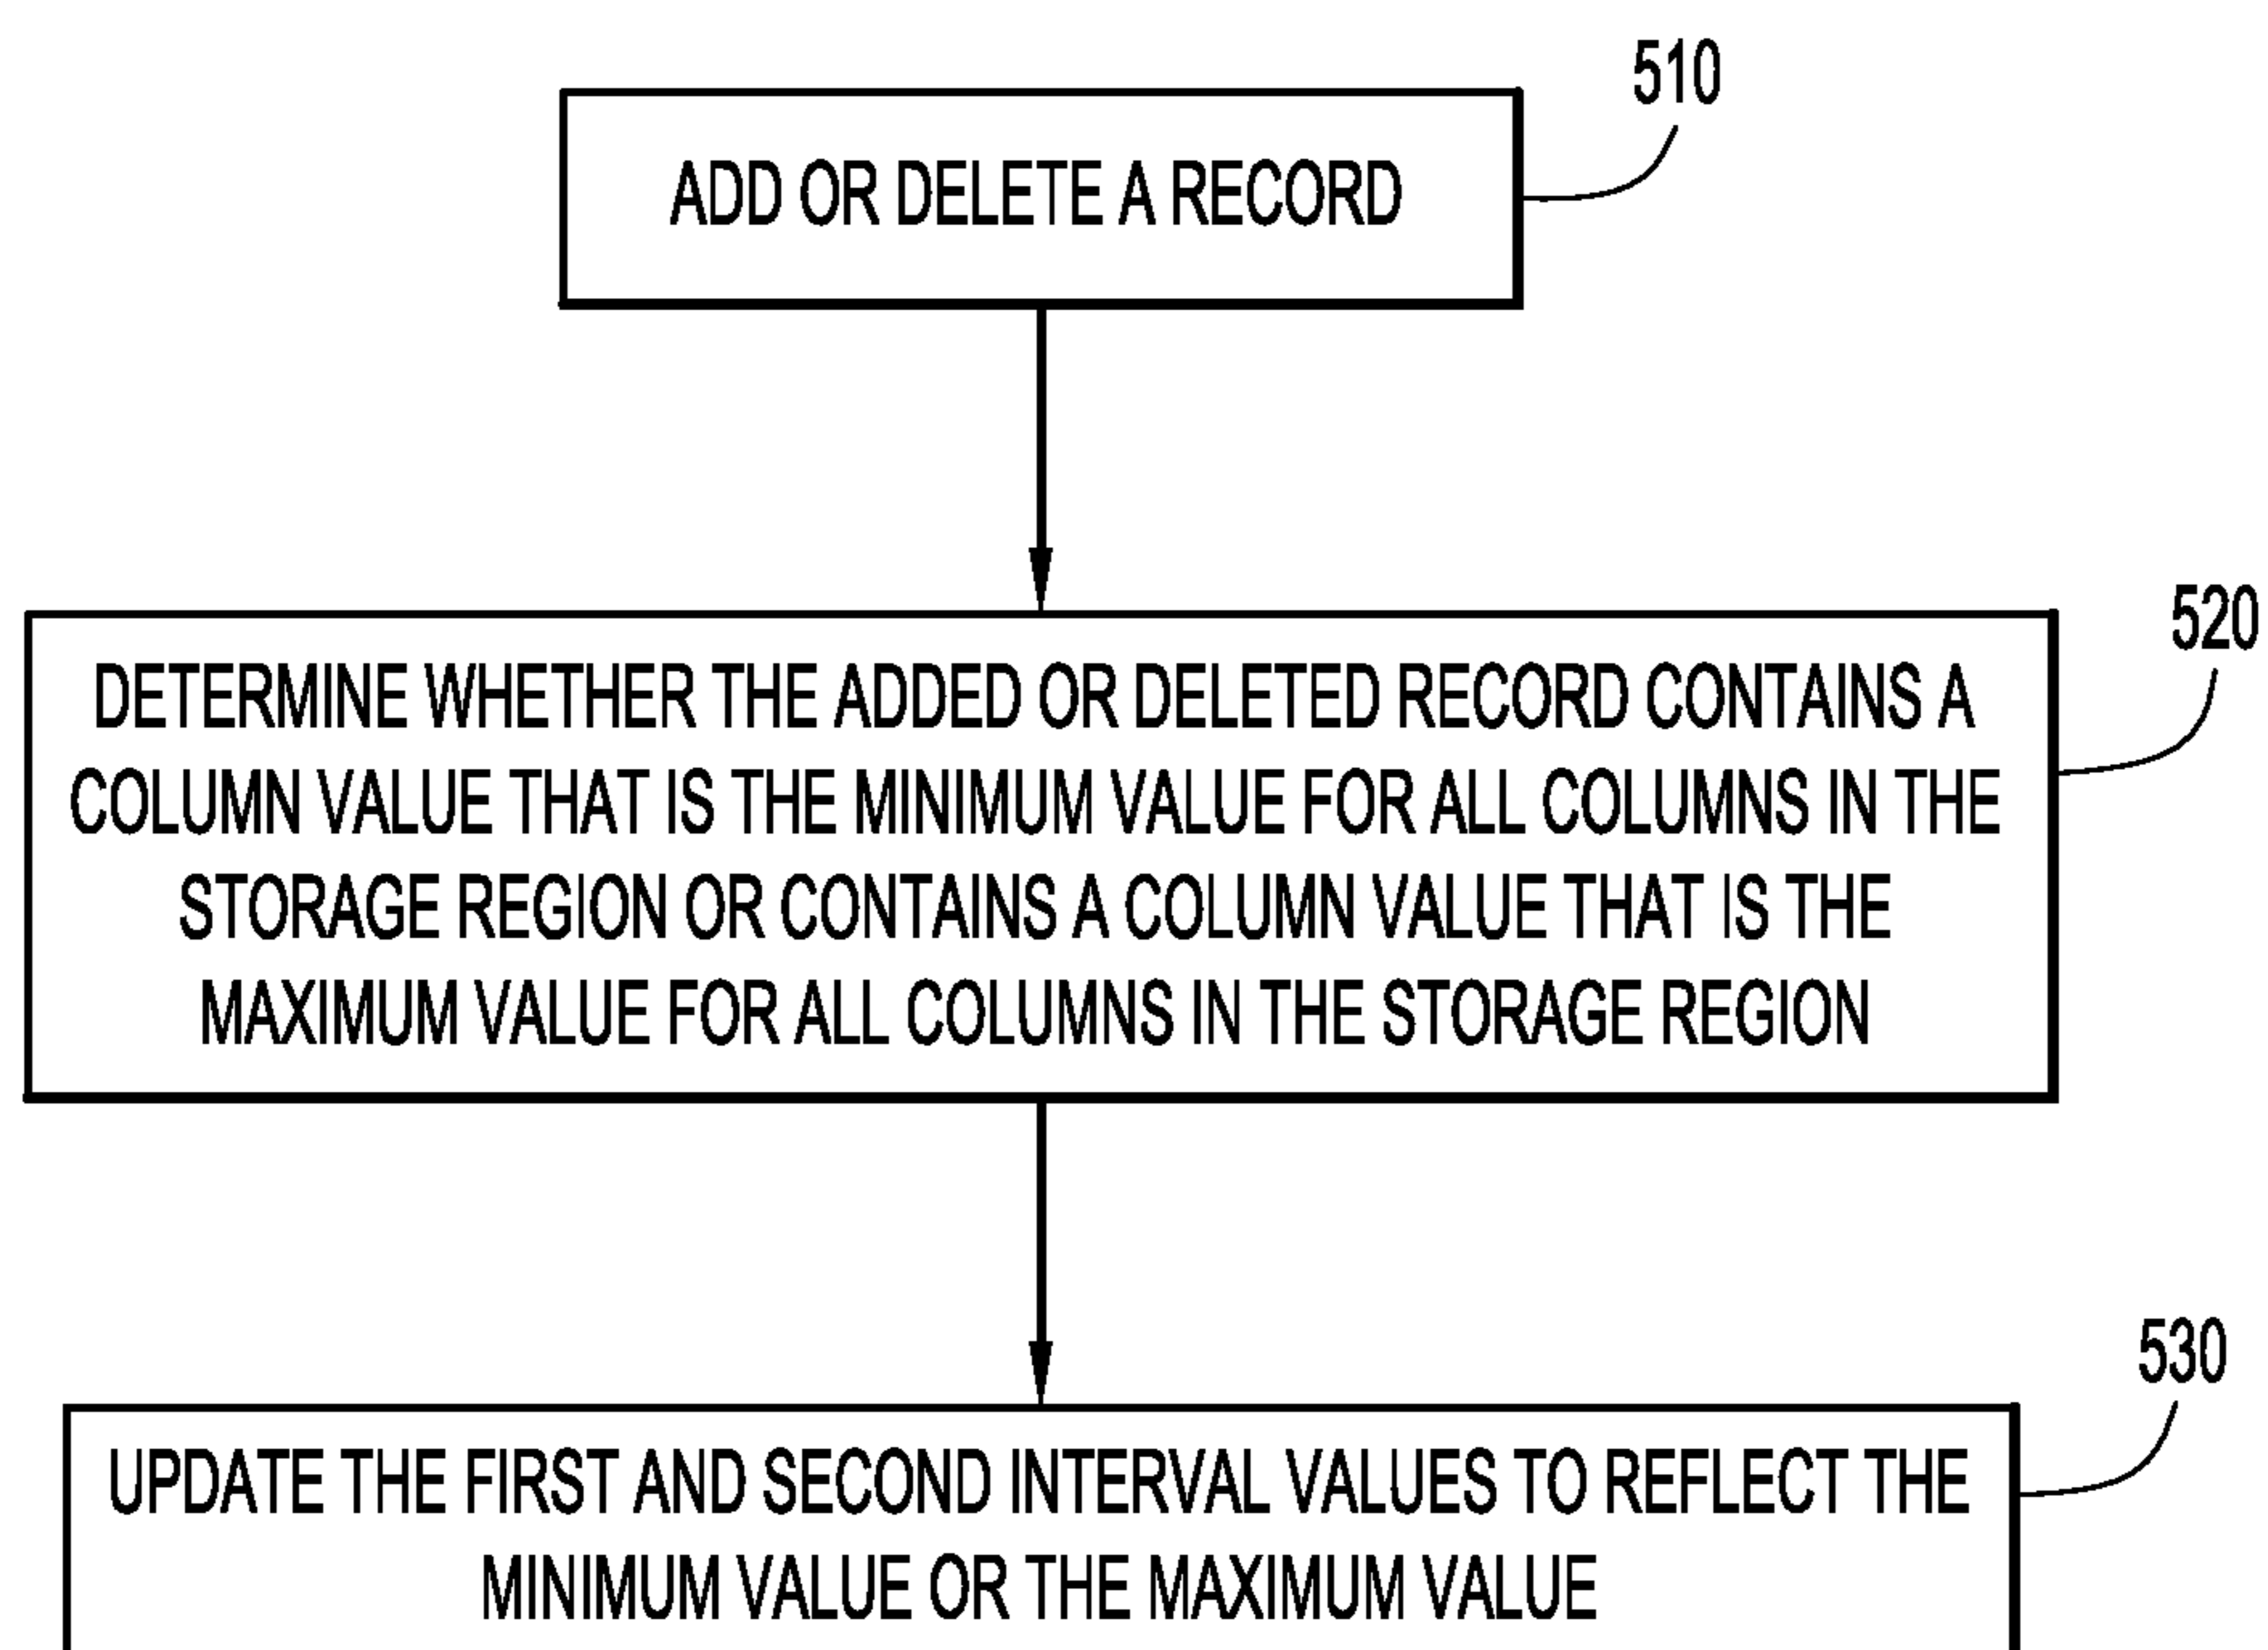 510
ADD OR DELETE A RECORD
520
DETERMINE WHETHER THE ADDED OR DELETED RECORD CONTAINS A
COLUMN VALUE THAT IS THE MINIMUM VALUE FOR ALL COLUMNS IN THE
STORAGE REGION OR CONTAINS A COLUMN VALUE THAT IS THE
MAXIMUM VALUE FOR ALL COLUMNS IN THE STORAGE REGION
530
UPDATE THE FIRST AND SECOND INTERVAL VALUES TO REFLECT THE
MINIMUM VALUE OR THE MAXIMUM VALUE